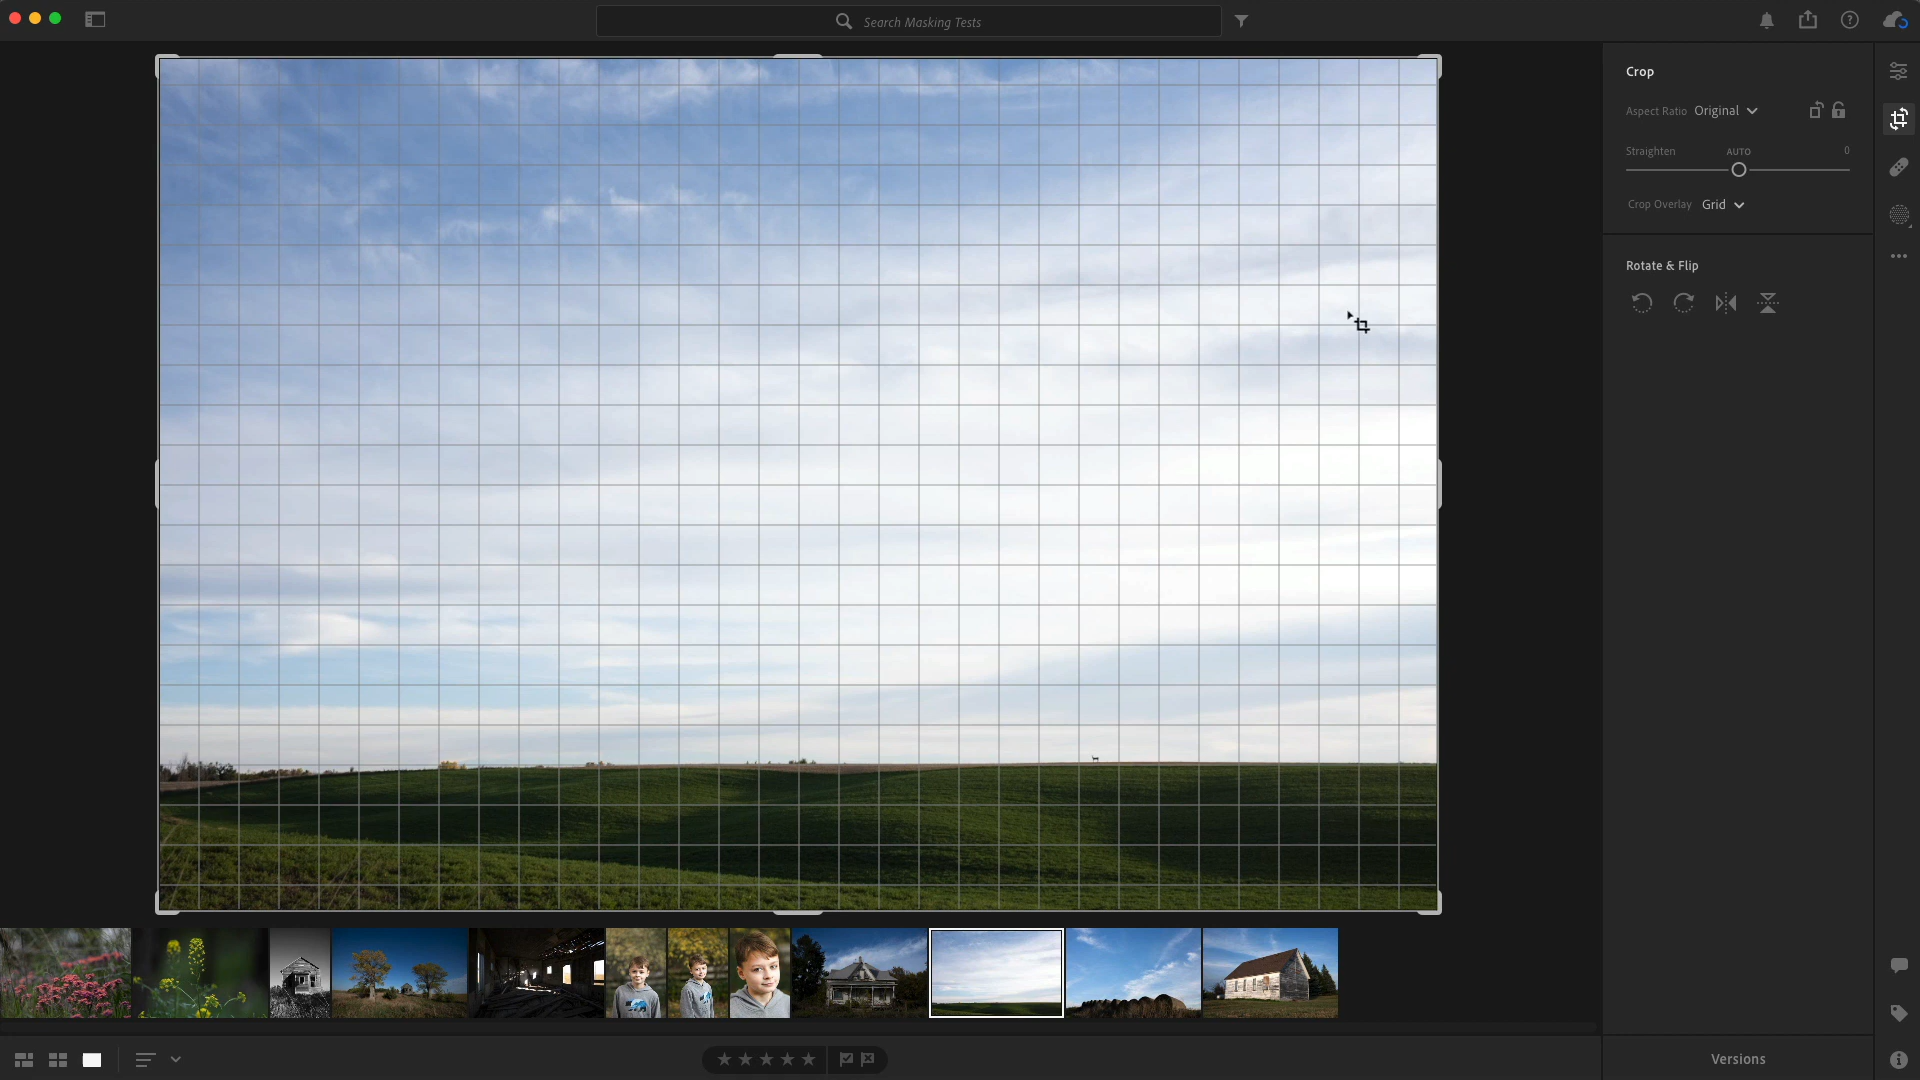 Search Masking Tests
Crop
Aspect Ratio Original
Straighten AUTO 0
Crop Overlay Grid
Rotate & Flip
Versions